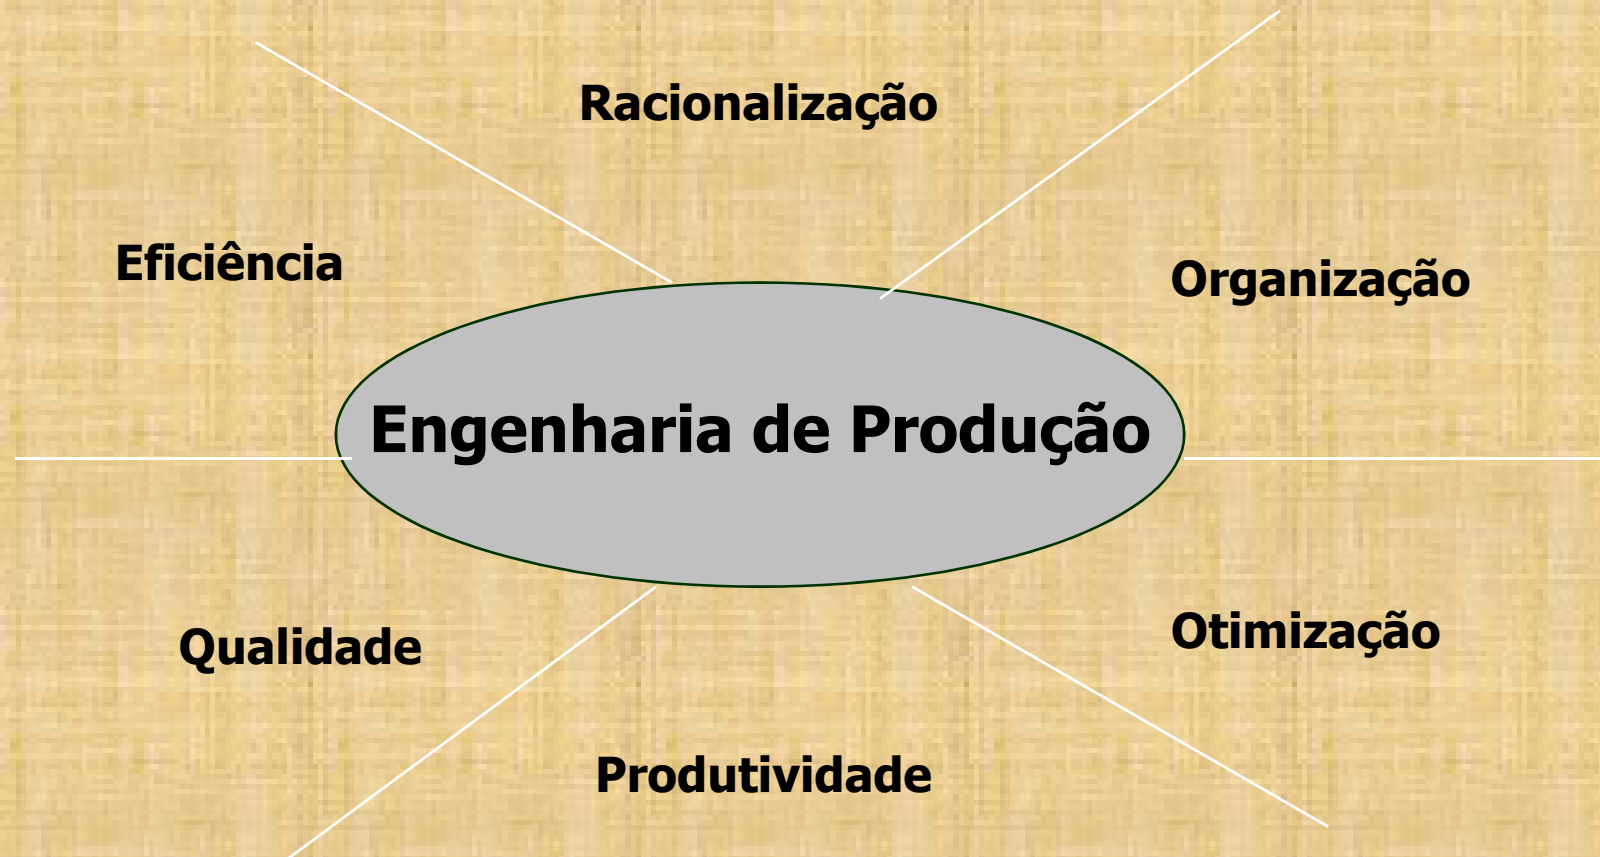 Racionalização
Eficiência
Organização
Engenharia de Produção
Qualidade
Otimização
Produtividade